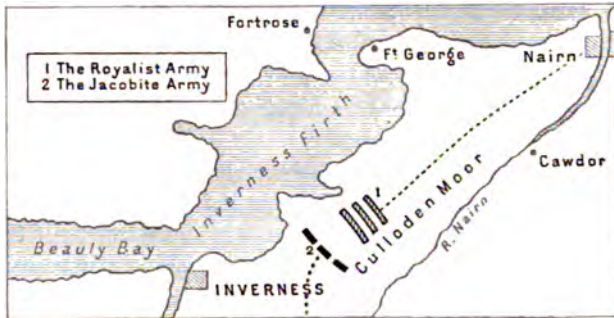 Fortrose
Ft. George
Nairn
1 The Royalist Army
2 The Jacobite Army
Inverness Firth
Cawdor
1
Culloden Moor
R. Nairn
2
Beauly Bay
INVERNESS